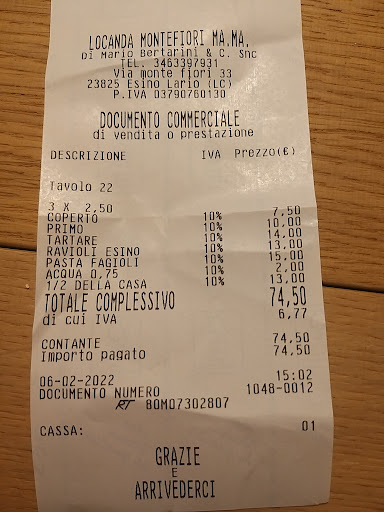 LOCANDA MONTEFIORI MA.MA.
Di Mario Bertarini & C. Snc
TEL. 3463397931
Via monte fiori 33
23825 Esino Lario (LC)
P.IVA 03790760130
DOCUMENTO COMMERCIALE
di vendita o prestazione
DESCRIZIONE IVA Prezzo(€)
Tavolo 22
3 X 2,50
COPERTO 10% 7,50
PRIMO 10% 10,00
TARTARE 10% 14,00
RAVIOLI ESINO 10% 13,00
PASTA FAGIOLI 10% 15,00
ACQUA 0,75 10% 2,00
1/2 DELLA CASA 10% 13,00
TOTALE COMPLESSIVO 74,50
di cui IVA 6,77
CONTANTE 74,50
Importo pagato 74,50
06-02-2022 15:02
DOCUMENTO NUMERO 1048-0012
RT 80M07302807
CASSA: 01
GRAZIE
E
ARRIVEDERCI